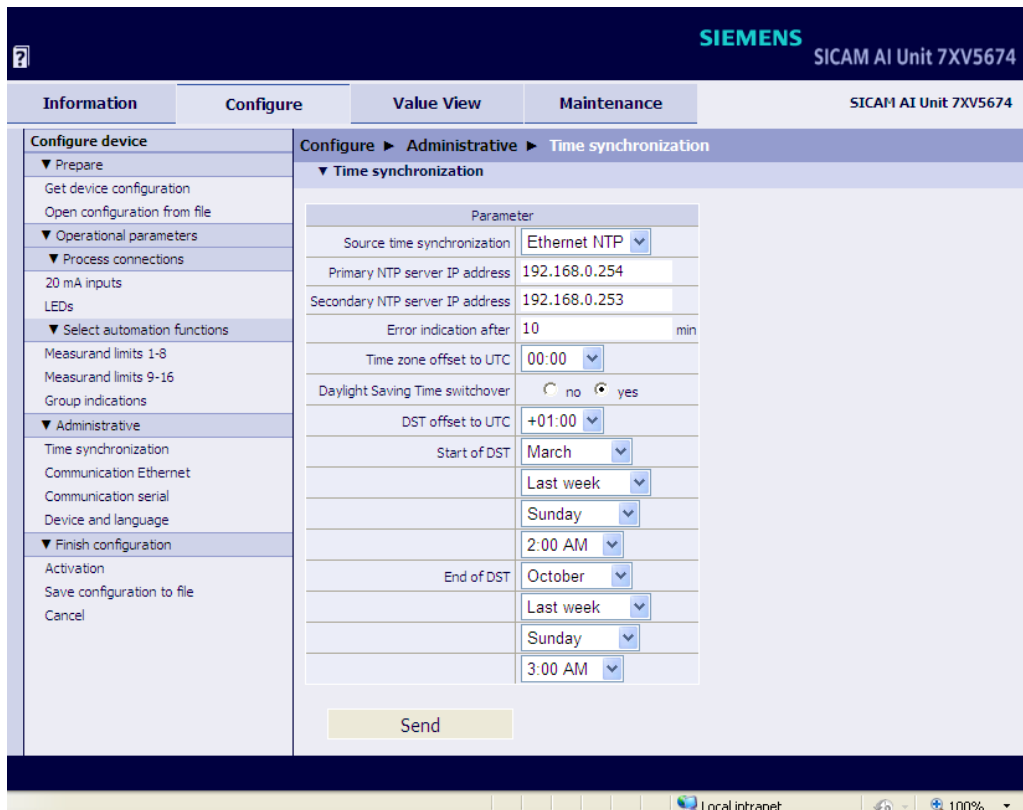 ?
SIEMENS
SICAM AI Unit 7XV5674
Information Configure Value View Maintenance SICAM AI Unit 7XV5674
Configure device
▼ Prepare
Get device configuration
Open configuration from file
▼ Operational parameters
▼ Process connections
20 mA inputs
LEDs
▼ Select automation functions
Measurand limits 1-8
Measurand limits 9-16
Group indications
▼ Administrative
Time synchronization
Communication Ethernet
Communication serial
Device and language
▼ Finish configuration
Activation
Save configuration to file
Cancel
Configure ► Administrative ► Time synchronization
▼ Time synchronization
Parameter
Source time synchronization Ethernet NTP
Primary NTP server IP address 192.168.0.254
Secondary NTP server IP address 192.168.0.253
Error indication after 10 min
Time zone offset to UTC 00:00
Daylight Saving Time switchover no yes
DST offset to UTC +01:00
Start of DST March
Last week
Sunday
2:00 AM
End of DST October
Last week
Sunday
3:00 AM
Send
Local intranet 100%